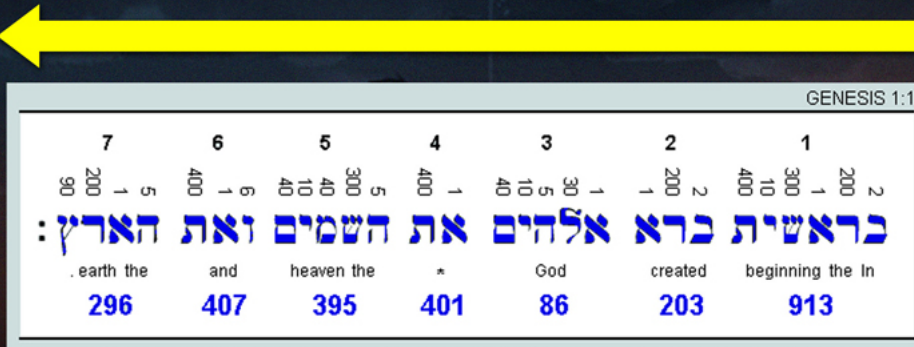 GENESIS 1:1
7 6 5 4 3 2 1
90 200 1 5 400 1 6 40 10 40 300 5 400 1 40 10 5 30 1 1 200 2 400 10 300 1 200 2
בראשית ברא אלהים את השמים ואת הארץ :
. earth the and heaven the * God created beginning the In
296 407 395 401 86 203 913